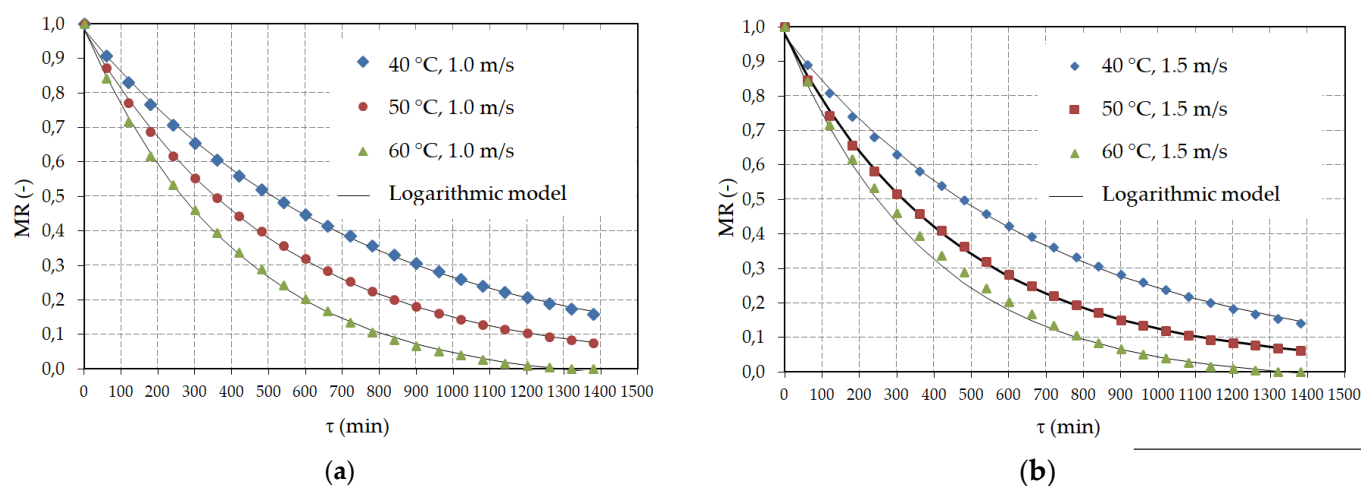 1,0
0,9
0,8
0,7
0,6
0,5
0,4
0,3
0,2
0,1
0,0
MR (-)
40 °C, 1.0 m/s
50 °C, 1.0 m/s
60 °C, 1.0 m/s
Logarithmic model
0 100 200 300 400 500 600 700 800 900 1000 1100 1200 1300 1400 1500
τ (min)
(a)
1,0
0,9
0,8
0,7
0,6
0,5
0,4
0,3
0,2
0,1
0,0
MR (-)
40 °C, 1.5 m/s
50 °C, 1.5 m/s
60 °C, 1.5 m/s
Logarithmic model
0 100 200 300 400 500 600 700 800 900 1000 1100 1200 1300 1400 1500
τ (min)
(b)